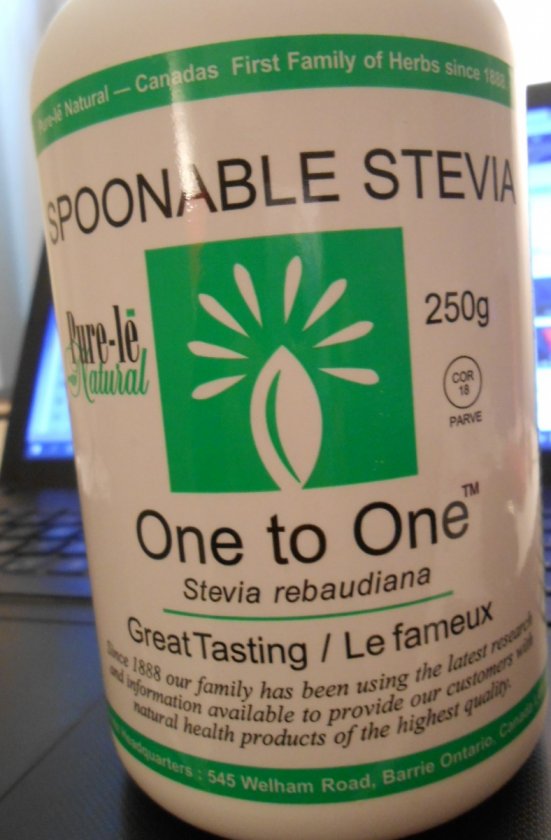 Pure-lē Natural — Canadas First Family of Herbs since 1888.
SPOONABLE STEVIA
Pure-lē
Natural
250g
COR
18
PARVE
One to One™
Stevia rebaudiana
Great Tasting / Le fameux
Since 1888 our family has been using the latest research
and information available to provide our customers with
natural health products of the highest quality.
Headquarters : 545 Welham Road, Barrie Ontario, Canada